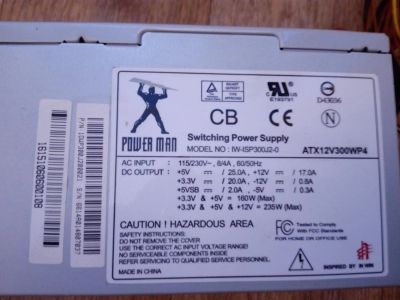 CB
E193791
D43696
N
POWER MAN
Switching Power Supply
MODEL NO : IW-ISP300J2-0
ATX12V300WP4
AC INPUT : 115/230V~, 8/4A, 60/50Hz
DC OUTPUT : +5V 25.0A, +12V 17.0A
+3.3V 20.0A, -12V 0.8A
+5VSB 2.0A, -5V 0.3A
+3.3V & +5V = 160W (Max)
+3.3V & +5V & +12V = 235W (Max)
CAUTION ! HAZARDOUS AREA
SAFETY INSTRUCTIONS:
DO NOT REMOVE THE COVER
USE CORRECT AC INPUT VOLTAGE RANGE!
NO SERVICEABLE COMPONENTS INSIDE
REFER SERVICING TO QUALIFIED PERSONNEL
MADE IN CHINA
FC
Tested To Comply
With FCC Standards
FOR HOME OR OFFICE USE
BY IN WIN